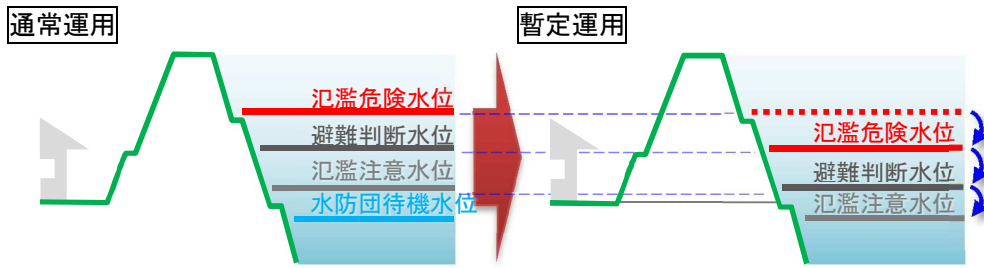 通常運用
氾濫危険水位
避難判断水位
氾濫注意水位
水防団待機水位
暫定運用
氾濫危険水位
避難判断水位
氾濫注意水位